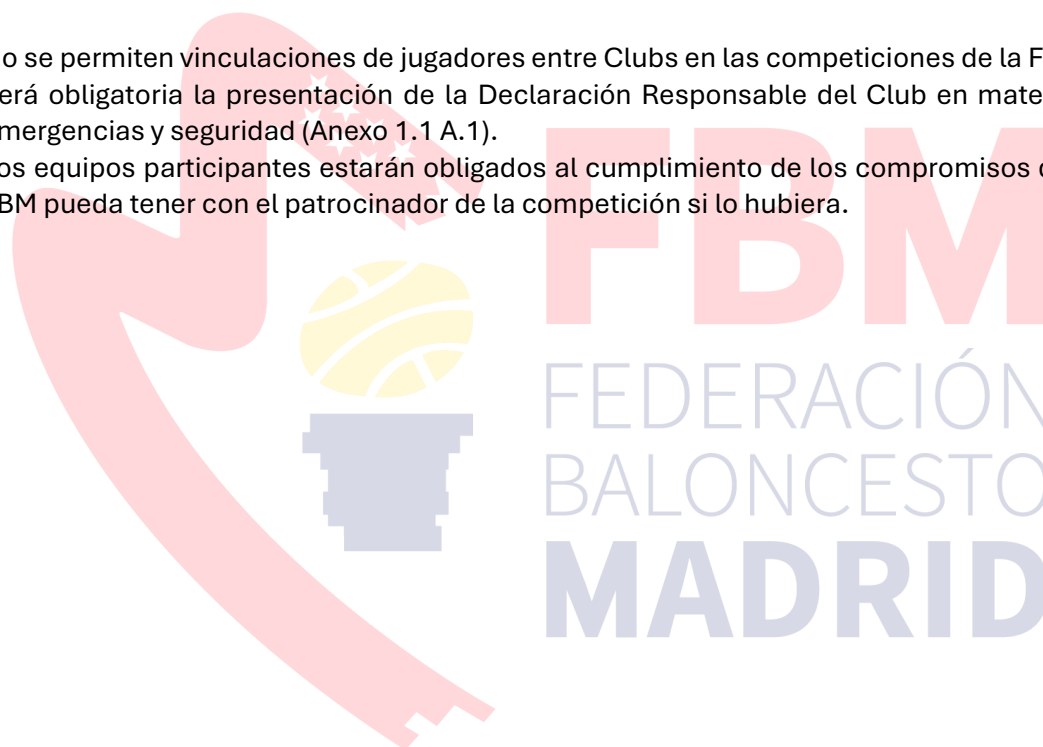 o se permiten vinculaciones de jugadores entre Clubs en las competiciones de la F
erá obligatoria la presentación de la Declaración Responsable del Club en mate
mergencias y seguridad (Anexo 1.1 A.1).
os equipos participantes estarán obligados al cumplimiento de los compromisos
BM pueda tener con el patrocinador de la competición si lo hubiera.
FBM
FEDERACIÓN
BALONCESTO
MADRID